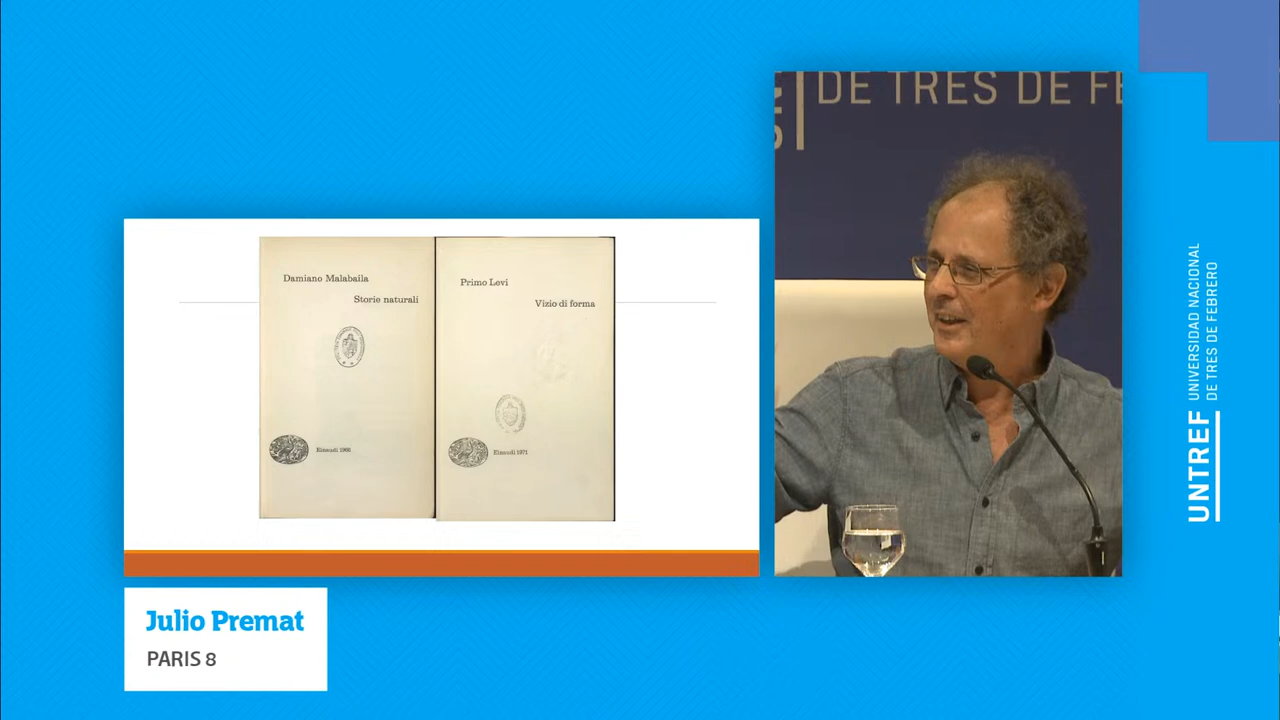 DE TRES DE FE
Damiano Malabaila
Storie naturali
Einaudi 1966
Primo Levi
Vizio di forma
Einaudi 1971
Julio Premat
PARIS 8
UNTREF
UNIVERSIDAD NACIONAL
DE TRES DE FEBRERO